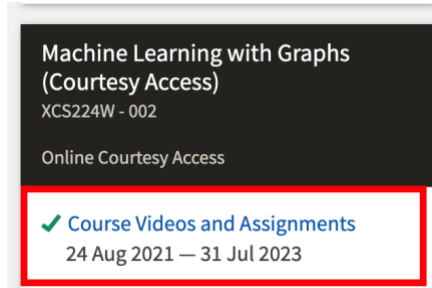 Machine Learning with Graphs
(Courtesy Access)
XCS224W - 002
Online Courtesy Access
Course Videos and Assignments
24 Aug 2021 — 31 Jul 2023